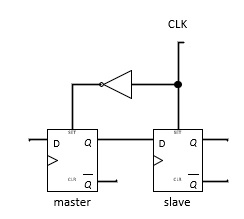 CLK
SET SET
D Q D Q
CLR Q CLR Q
master slave